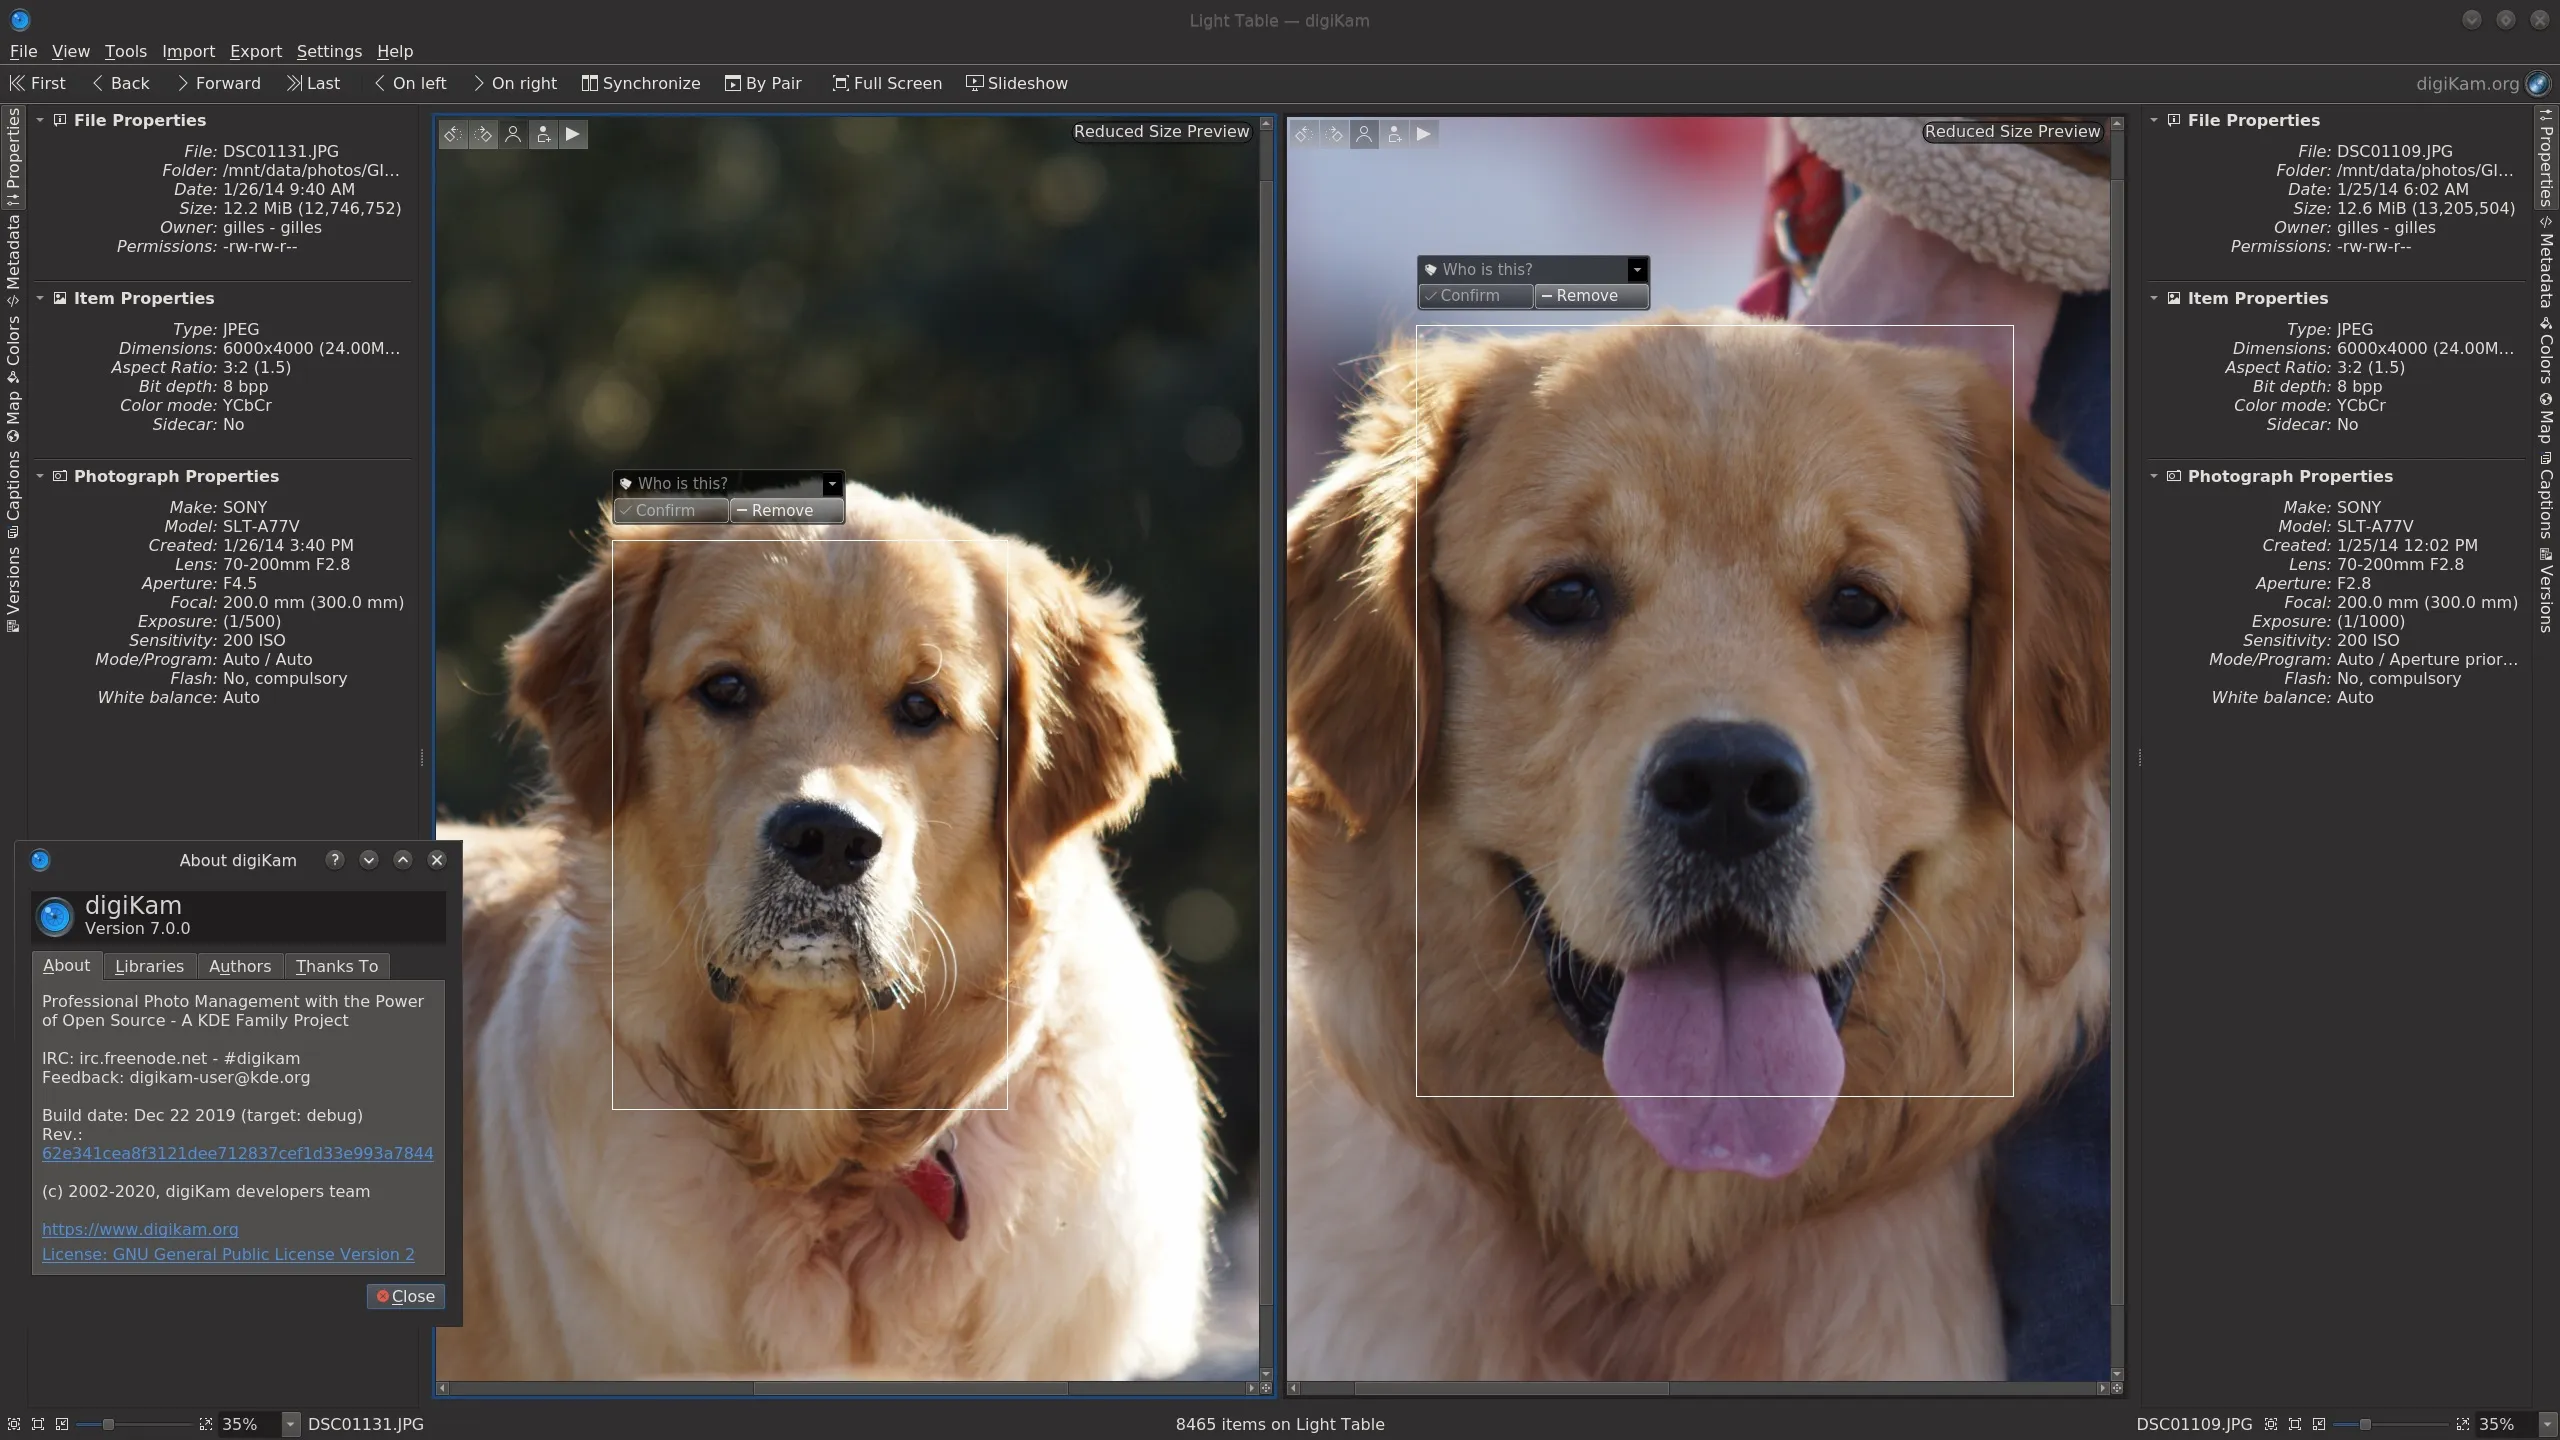 Light Table — digiKam
File View Tools Import Export Settings Help
First Back Forward Last On left On right Synchronize By Pair Full Screen Slideshow digiKam.org
Properties
Metadata
Colors
Map
Captions
Versions
File Properties
File: DSC01131.JPG
Folder: /mnt/data/photos/GI...
Date: 1/26/14 9:40 AM
Size: 12.2 MiB (12,746,752)
Owner: gilles - gilles
Permissions: -rw-rw-r--
Item Properties
Type: JPEG
Dimensions: 6000x4000 (24.00M...
Aspect Ratio: 3:2 (1.5)
Bit depth: 8 bpp
Color mode: YCbCr
Sidecar: No
Photograph Properties
Make: SONY
Model: SLT-A77V
Created: 1/26/14 3:40 PM
Lens: 70-200mm F2.8
Aperture: F4.5
Focal: 200.0 mm (300.0 mm)
Exposure: (1/500)
Sensitivity: 200 ISO
Mode/Program: Auto / Auto
Flash: No, compulsory
White balance: Auto
About digiKam
digiKam
Version 7.0.0
About Libraries Authors Thanks To
Professional Photo Management with the Power
of Open Source - A KDE Family Project
IRC: irc.freenode.net - #digikam
Feedback: digikam-user@kde.org
Build date: Dec 22 2019 (target: debug)
Rev.:
62e341cea8f3121dee712837cef1d33e993a7844
(c) 2002-2020, digiKam developers team
https://www.digikam.org
License: GNU General Public License Version 2
Close
Reduced Size Preview
Who is this?
Confirm Remove
Reduced Size Preview
Who is this?
Confirm Remove
File Properties
File: DSC01109.JPG
Folder: /mnt/data/photos/GI...
Date: 1/25/14 6:02 AM
Size: 12.6 MiB (13,205,504)
Owner: gilles - gilles
Permissions: -rw-rw-r--
Item Properties
Type: JPEG
Dimensions: 6000x4000 (24.00M...
Aspect Ratio: 3:2 (1.5)
Bit depth: 8 bpp
Color mode: YCbCr
Sidecar: No
Photograph Properties
Make: SONY
Model: SLT-A77V
Created: 1/25/14 12:02 PM
Lens: 70-200mm F2.8
Aperture: F2.8
Focal: 200.0 mm (300.0 mm)
Exposure: (1/1000)
Sensitivity: 200 ISO
Mode/Program: Auto / Aperture prior...
Flash: No, compulsory
White balance: Auto
Properties
Metadata
Colors
Map
Captions
Versions
35% DSC01131.JPG 8465 items on Light Table DSC01109.JPG 35%